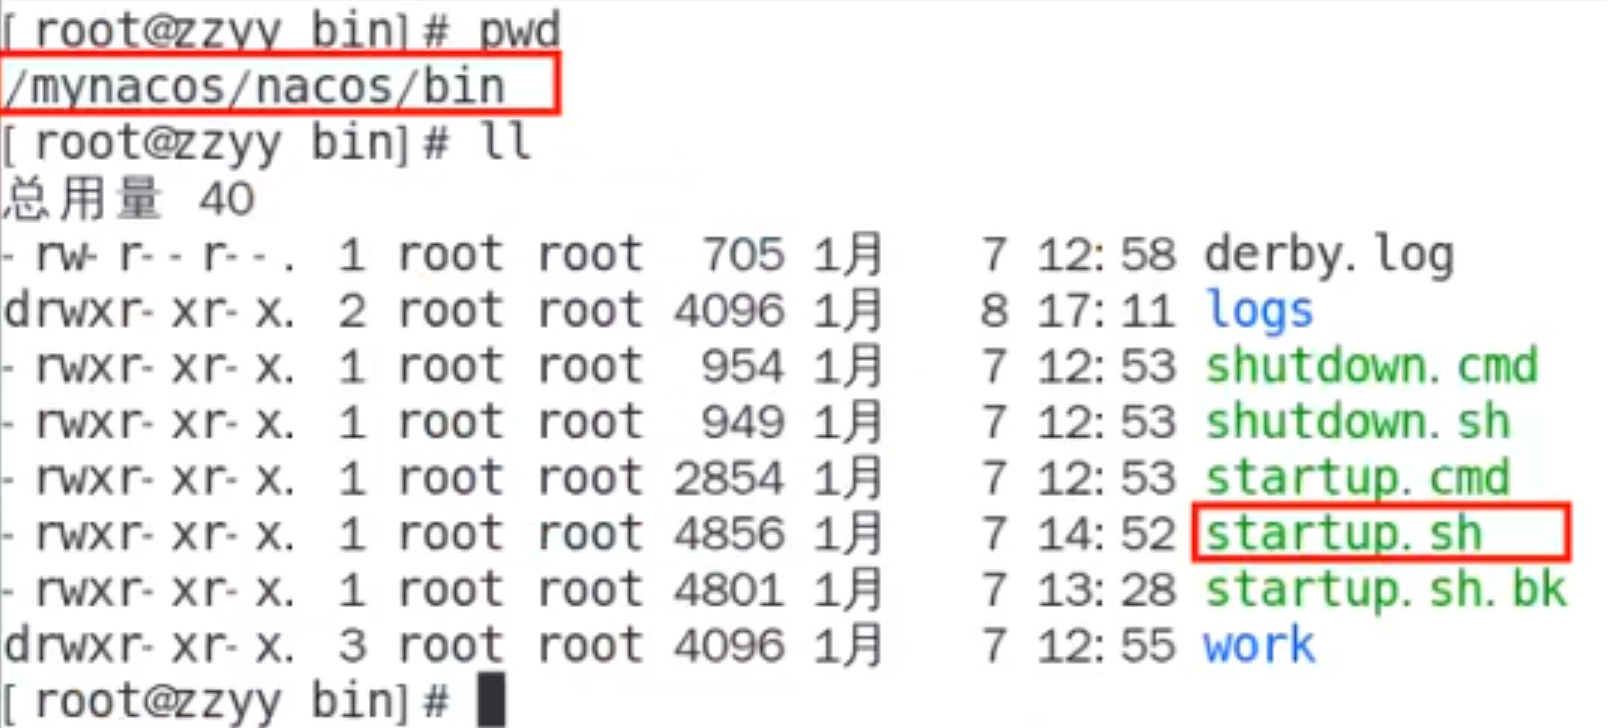 [root@zzyy bin]# pwd
/mynacos/nacos/bin
[root@zzyy bin]# ll
总用量 40
-rw-r--r--. 1 root root 705 1月 7 12:58 derby.log
drwxr-xr-x. 2 root root 4096 1月 8 17:11 logs
-rwxr-xr-x. 1 root root 954 1月 7 12:53 shutdown.cmd
-rwxr-xr-x. 1 root root 949 1月 7 12:53 shutdown.sh
-rwxr-xr-x. 1 root root 2854 1月 7 12:53 startup.cmd
-rwxr-xr-x. 1 root root 4856 1月 7 14:52 startup.sh
-rwxr-xr-x. 1 root root 4801 1月 7 13:28 startup.sh.bk
drwxr-xr-x. 3 root root 4096 1月 7 12:55 work
[root@zzyy bin]#